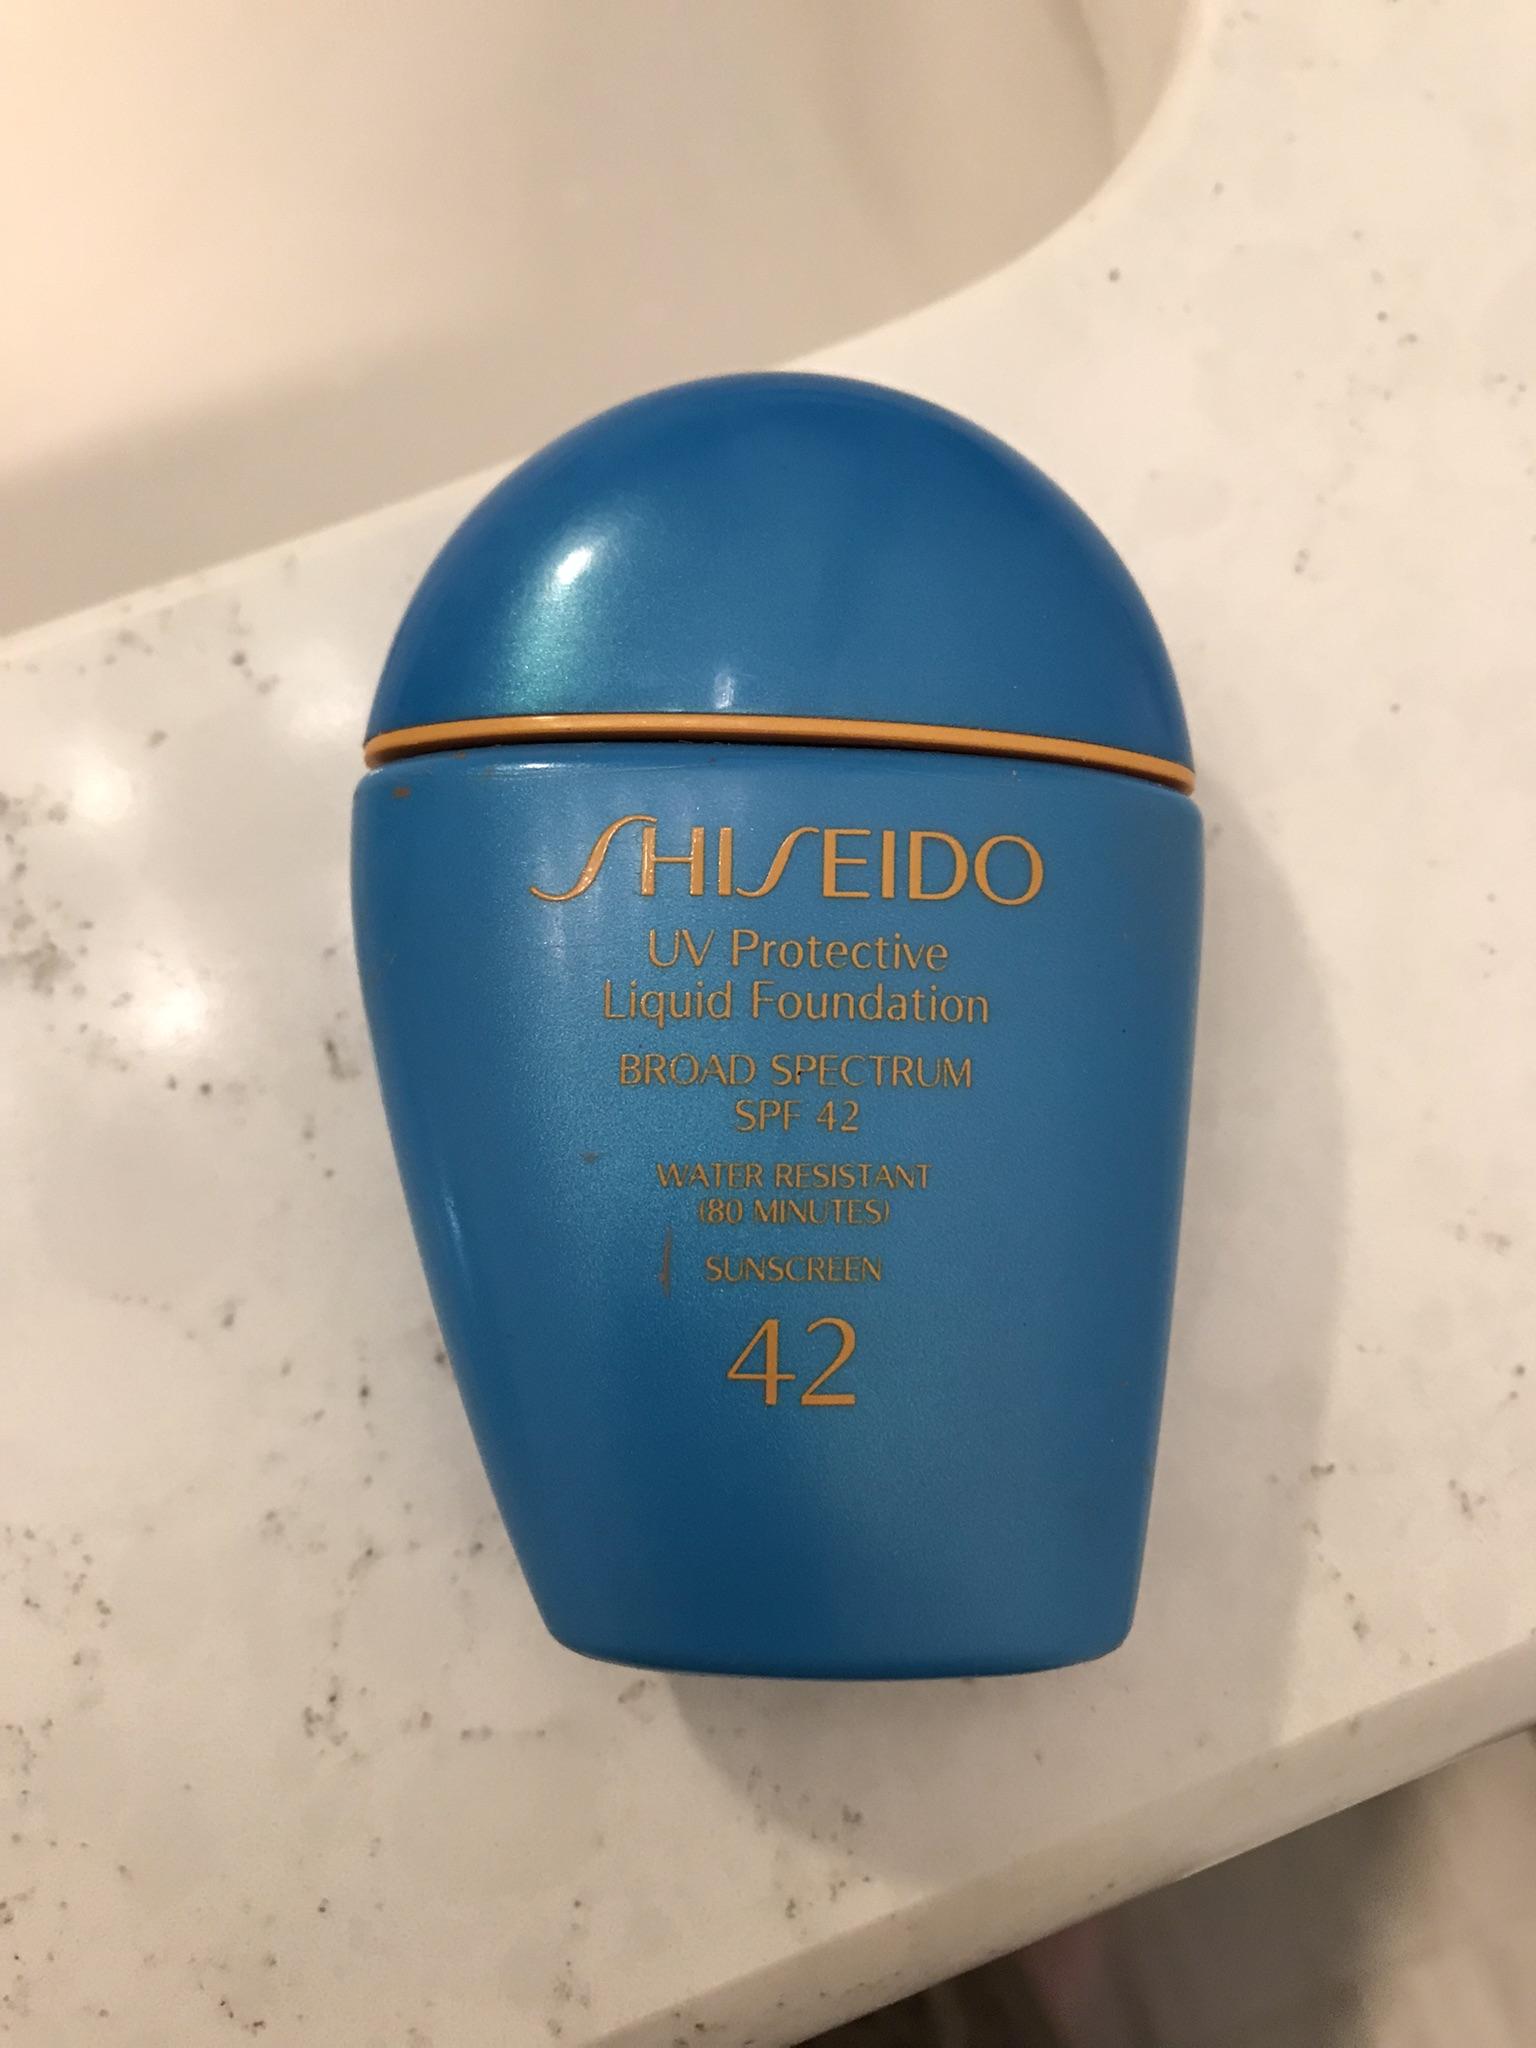 SHISEIDO
UV Protective
Liquid Foundation
BROAD SPECTRUM
SPF 42
WATER RESISTANT
(80 MINUTES)
SUNSCREEN
42